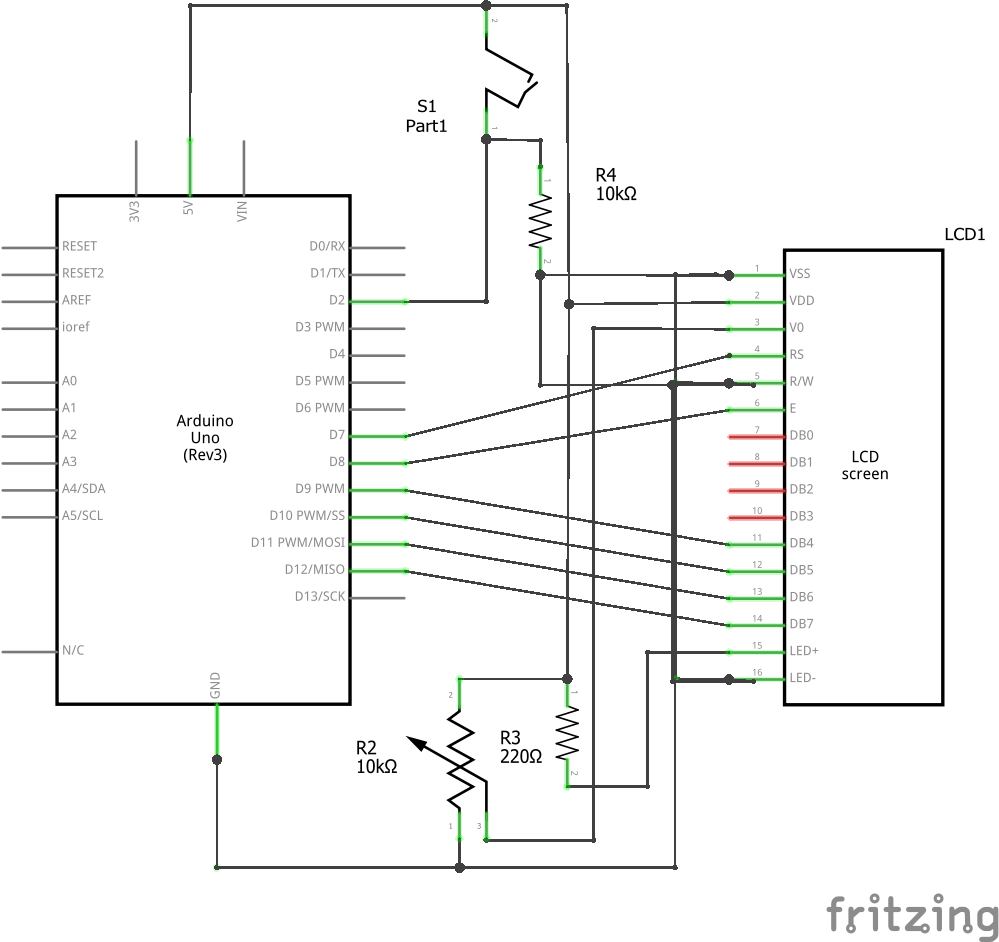 2
S1
Part1
1
R4
10kΩ
1
2
3V3
5V
VIN
LCD1
RESET
RESET2
AREF
ioref
A0
A1
A2
A3
A4/SDA
A5/SCL
N/C
Arduino
Uno
(Rev3)
D0/RX
D1/TX
D2
D3 PWM
D4
D5 PWM
D6 PWM
D7
D8
D9 PWM
D10 PWM/SS
D11 PWM/MOSI
D12/MISO
D13/SCK
GND
1 VSS
2 VDD
3 V0
4 RS
5 R/W
6 E
7 DB0
8 DB1
9 DB2
10 DB3
11 DB4
12 DB5
13 DB6
14 DB7
15 LED+
16 LED-
LCD
screen
R2
10kΩ
2
1
3
R3
220Ω
1
2
fritzing